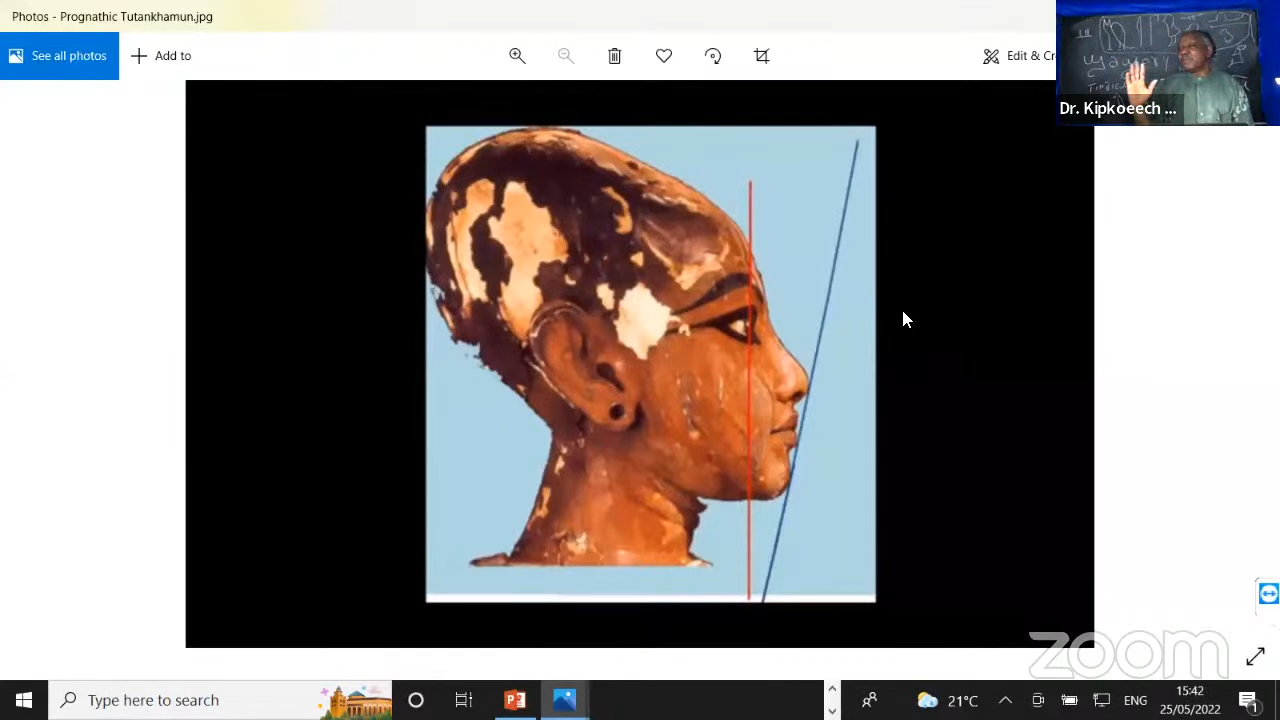 Photos - Prognathic Tutankhamun.jpg
See all photos
Add to
Edit & Cr
Dr. Kipkoeech ...
zoom
Type here to search
21°C
ENG
15:42
25/05/2022
1